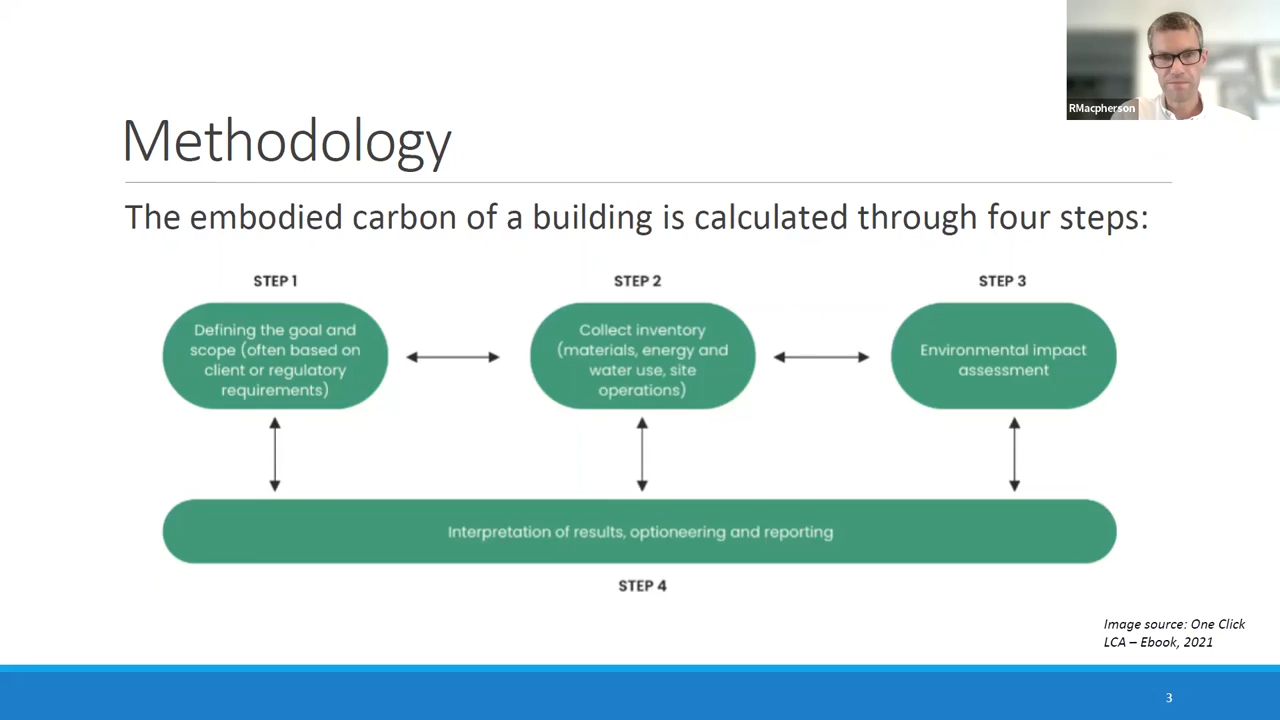 RMacpherson
Methodology
The embodied carbon of a building is calculated through four steps:
STEP 1
Defining the goal and
scope (often based on
client or regulatory
requirements)
STEP 2
Collect inventory
(materials, energy and
water use, site
operations)
STEP 3
Environmental impact
assessment
Interpretation of results, optioneering and reporting
STEP 4
Image source: One Click
LCA – Ebook, 2021
3